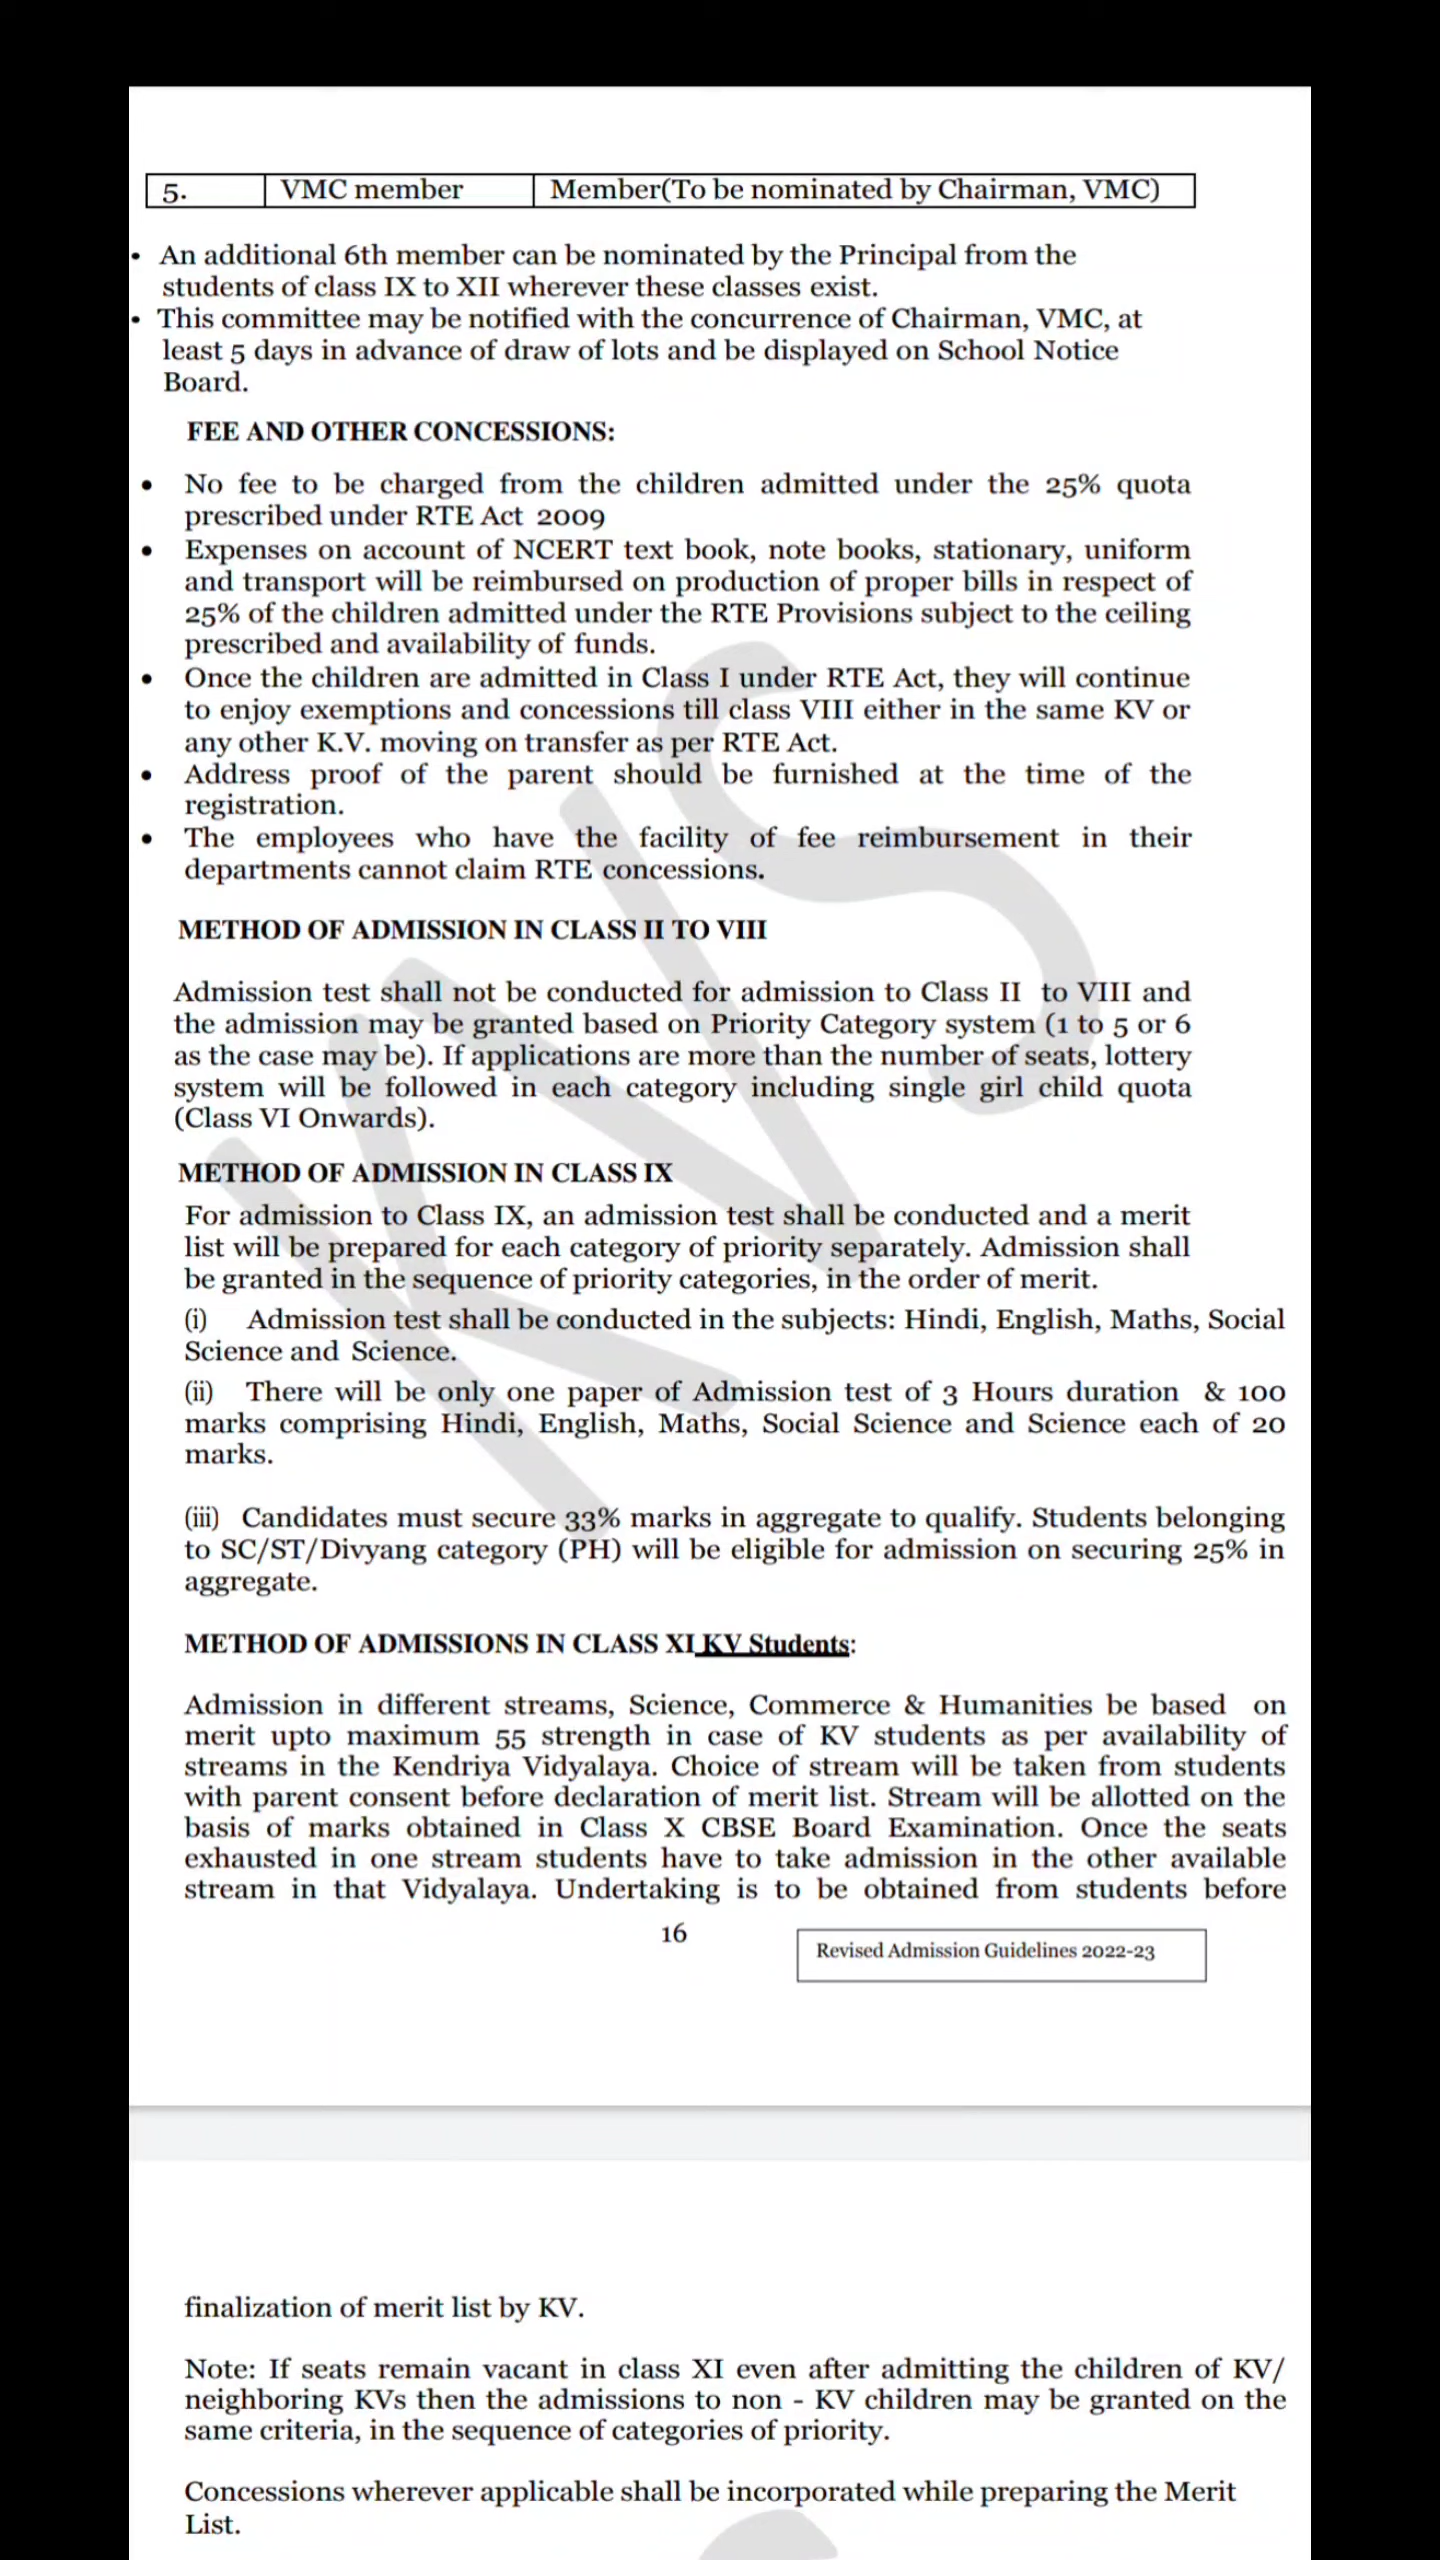 5. VMC member Member(To be nominated by Chairman, VMC)
• An additional 6th member can be nominated by the Principal from the
students of class IX to XII wherever these classes exist.
• This committee may be notified with the concurrence of Chairman, VMC, at
least 5 days in advance of draw of lots and be displayed on School Notice
Board.
FEE AND OTHER CONCESSIONS:
• No fee to be charged from the children admitted under the 25% quota
prescribed under RTE Act 2009
• Expenses on account of NCERT text book, note books, stationary, uniform
and transport will be reimbursed on production of proper bills in respect of
25% of the children admitted under the RTE Provisions subject to the ceiling
prescribed and availability of funds.
• Once the children are admitted in Class I under RTE Act, they will continue
to enjoy exemptions and concessions till class VIII either in the same KV or
any other K.V. moving on transfer as per RTE Act.
• Address proof of the parent should be furnished at the time of the
registration.
• The employees who have the facility of fee reimbursement in their
departments cannot claim RTE concessions.
METHOD OF ADMISSION IN CLASS II TO VIII
Admission test shall not be conducted for admission to Class II to VIII and
the admission may be granted based on Priority Category system (1 to 5 or 6
as the case may be). If applications are more than the number of seats, lottery
system will be followed in each category including single girl child quota
(Class VI Onwards).
METHOD OF ADMISSION IN CLASS IX
For admission to Class IX, an admission test shall be conducted and a merit
list will be prepared for each category of priority separately. Admission shall
be granted in the sequence of priority categories, in the order of merit.
(i) Admission test shall be conducted in the subjects: Hindi, English, Maths, Social
Science and Science.
(ii) There will be only one paper of Admission test of 3 Hours duration & 100
marks comprising Hindi, English, Maths, Social Science and Science each of 20
marks.
(iii) Candidates must secure 33% marks in aggregate to qualify. Students belonging
to SC/ST/Divyang category (PH) will be eligible for admission on securing 25% in
aggregate.
METHOD OF ADMISSIONS IN CLASS XI KV Students:
Admission in different streams, Science, Commerce & Humanities be based on
merit upto maximum 55 strength in case of KV students as per availability of
streams in the Kendriya Vidyalaya. Choice of stream will be taken from students
with parent consent before declaration of merit list. Stream will be allotted on the
basis of marks obtained in Class X CBSE Board Examination. Once the seats
exhausted in one stream students have to take admission in the other available
stream in that Vidyalaya. Undertaking is to be obtained from students before
16
Revised Admission Guidelines 2022-23
KVS
finalization of merit list by KV.
Note: If seats remain vacant in class XI even after admitting the children of KV/
neighboring KVs then the admissions to non - KV children may be granted on the
same criteria, in the sequence of categories of priority.
Concessions wherever applicable shall be incorporated while preparing the Merit
List.